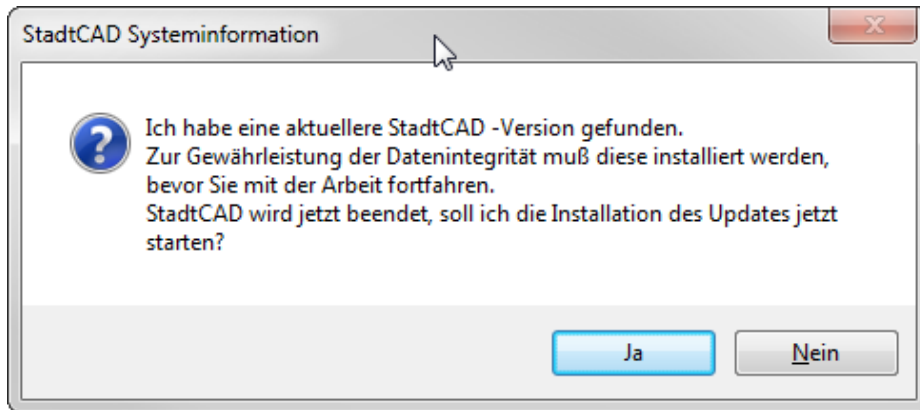 StadtCAD Systeminformation
Ich habe eine aktuellere StadtCAD -Version gefunden.
Zur Gewährleistung der Datenintegrität muß diese installiert werden,
bevor Sie mit der Arbeit fortfahren.
StadtCAD wird jetzt beendet, soll ich die Installation des Updates jetzt
starten?
Ja
Nein